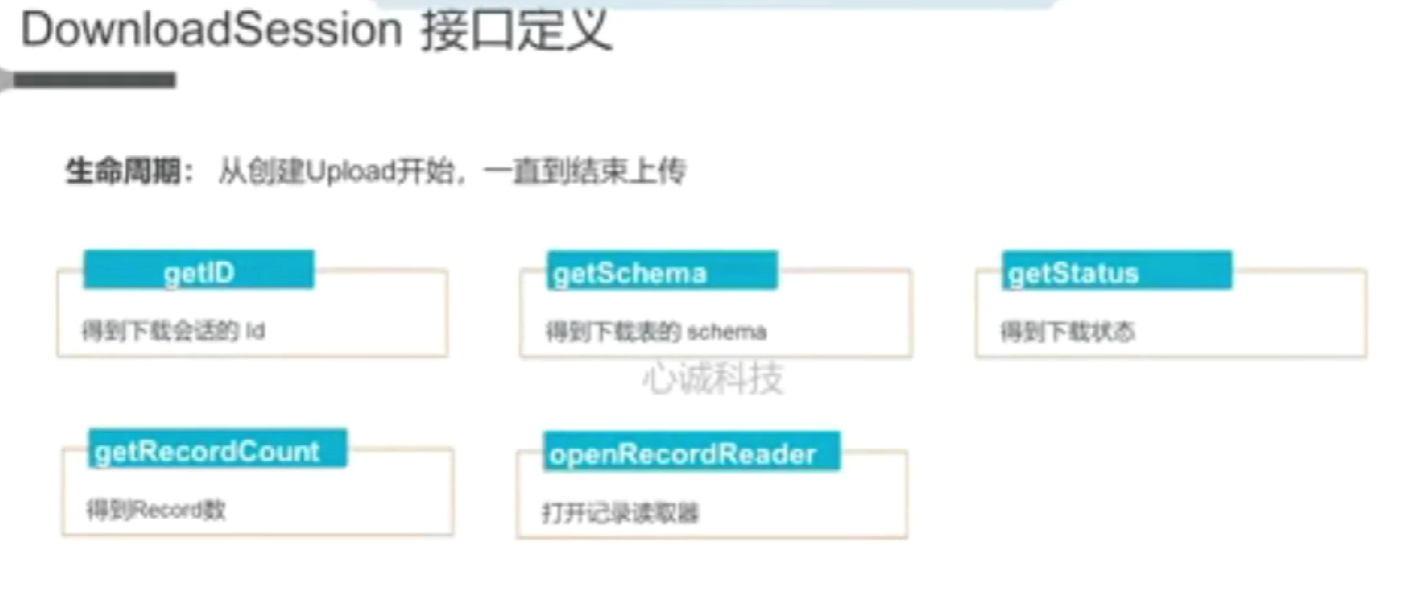 DownloadSession 接口定义
生命周期： 从创建Upload开始，一直到结束上传
getID
得到下载会话的 Id
getSchema
得到下载表的 schema
getStatus
得到下载状态
心诚科技
getRecordCount
得到Record数
openRecordReader
打开记录读取器